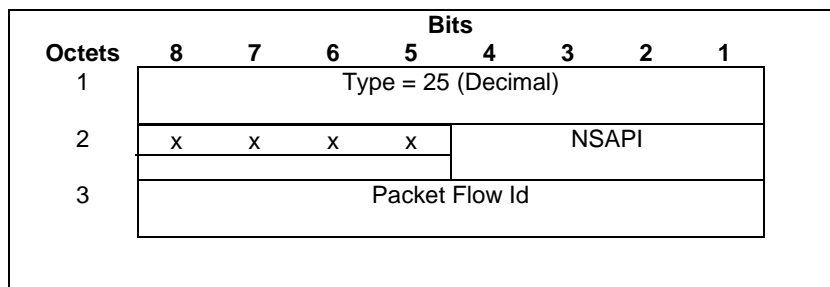 Bits
Octets 8 7 6 5 4 3 2 1
1 Type = 25 (Decimal)
2 x x x x NSAPI
3 Packet Flow Id